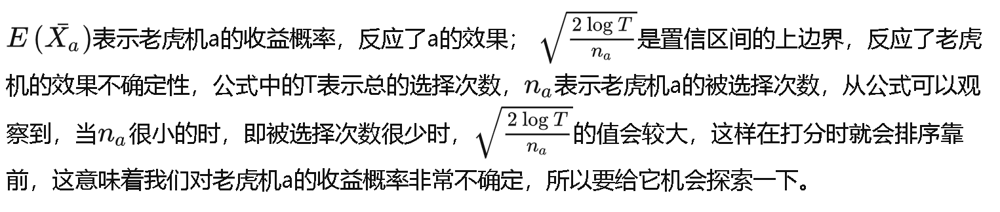 $E\left(\bar{X}_a\right)$表示老虎机a的收益概率，反应了a的效果； $\sqrt{\frac{2 \log T}{n_a}}$是置信区间的上边界，反应了老虎
机的效果不确定性，公式中的T表示总的选择次数，$n_a$表示老虎机a的被选择次数，从公式可以观
察到，当$n_a$很小的时，即被选择次数很少时，$\sqrt{\frac{2 \log T}{n_a}}$的值会较大，这样在打分时就会排序靠
前，这意味着我们对老虎机a的收益概率非常不确定，所以要给它机会探索一下。